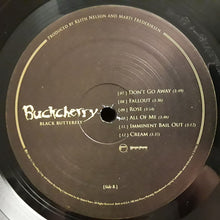 PRODUCED BY KEITH NELSON AND MARTI FREDERIKSEN
Buckcherry
BLACK BUTTERFLY
[07] DON'T GO AWAY
[08] FALLOUT
[09] ROSE
[10] ALL OF ME
[11] IMMINENT BAIL OUT
[12] CREAM
[Side B]